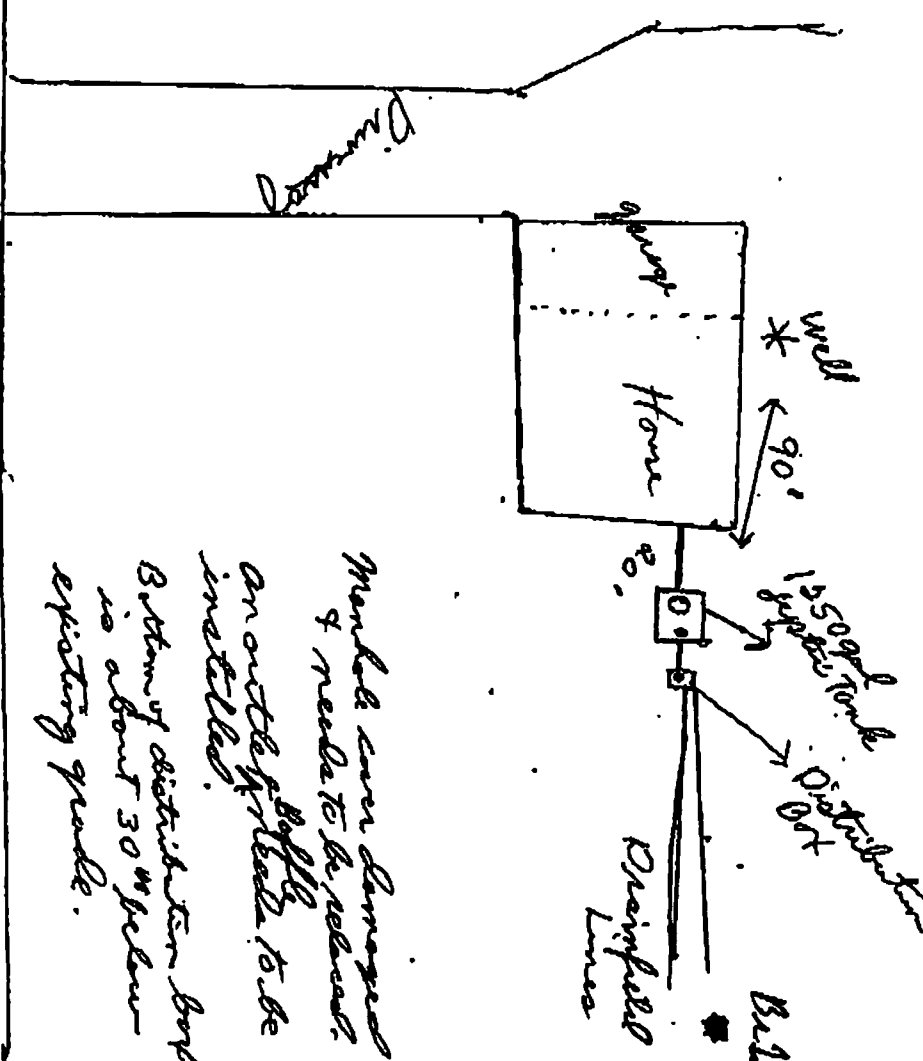 Driveway
Garage
Well
Home
90'
20'
1550 gal
Septic Tank
Distribution
Box
Drainfield
Lines
Manhole cover damaged
& needs to be replaced.
an outlet Baffle needs to be
installed.
Bottom of distribution box
is about 30" below
existing grade.